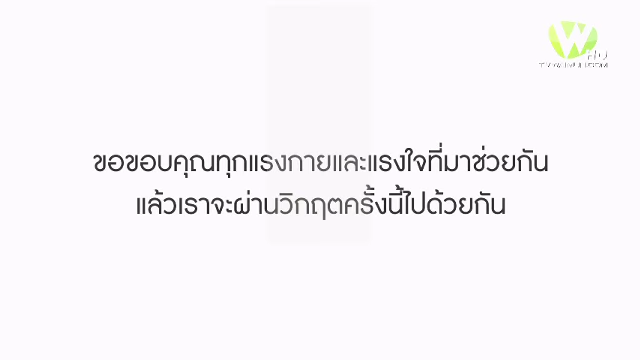 W
HD
ขอขอบคุณทุกแรงกายและแรงใจที่มาช่วยกัน
แล้วเราจะผ่านวิกฤตครั้งนี้ไปด้วยกัน